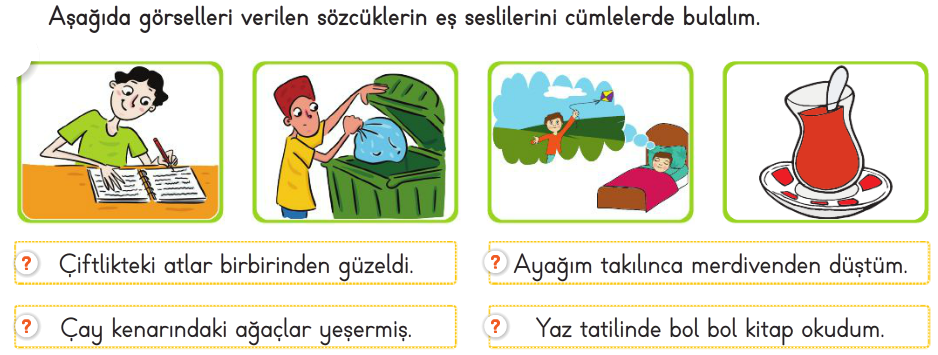 Aşağıda görselleri verilen sözcüklerin eş seslilerini cümlelerde bulalım.
? Çiftlikteki atlar birbirinden güzeldi.
? Ayağım takılınca merdivenden düştüm.
? Çay kenarındaki ağaçlar yeşermiş.
? Yaz tatilinde bol bol kitap okudum.